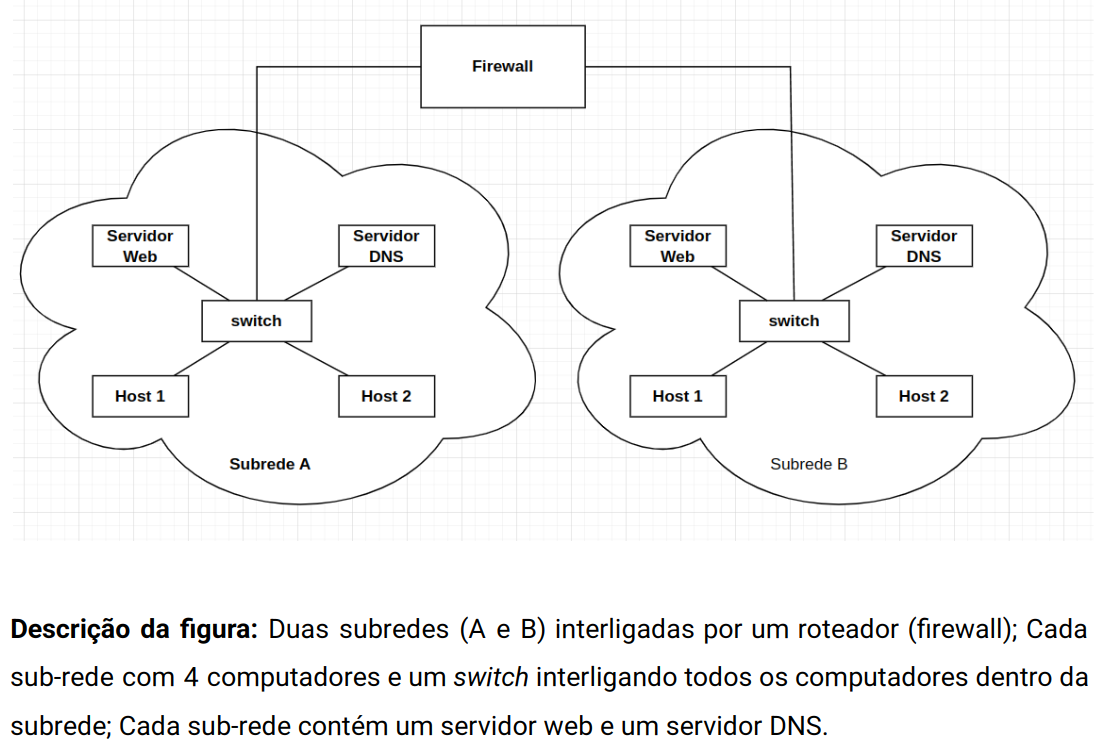 Firewall
Servidor
Web
Servidor
DNS
switch
Host 1
Host 2
Subrede A
Servidor
Web
Servidor
DNS
switch
Host 1
Host 2
Subrede B
Descrição da figura: Duas subredes (A e B) interligadas por um roteador (firewall); Cada
sub-rede com 4 computadores e um switch interligando todos os computadores dentro da
subrede; Cada sub-rede contém um servidor web e um servidor DNS.